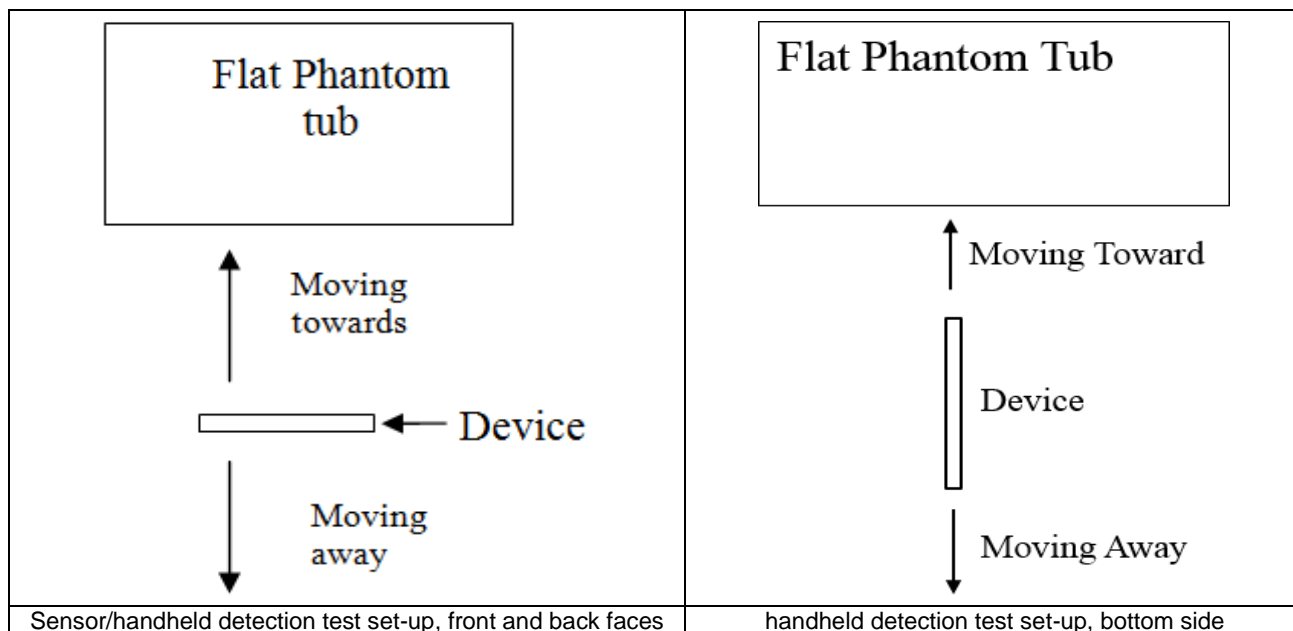 Flat Phantom
tub
Moving
towards
Device
Moving
away
Sensor/handheld detection test set-up, front and back faces
Flat Phantom Tub
Moving Toward
Device
Moving Away
handheld detection test set-up, bottom side